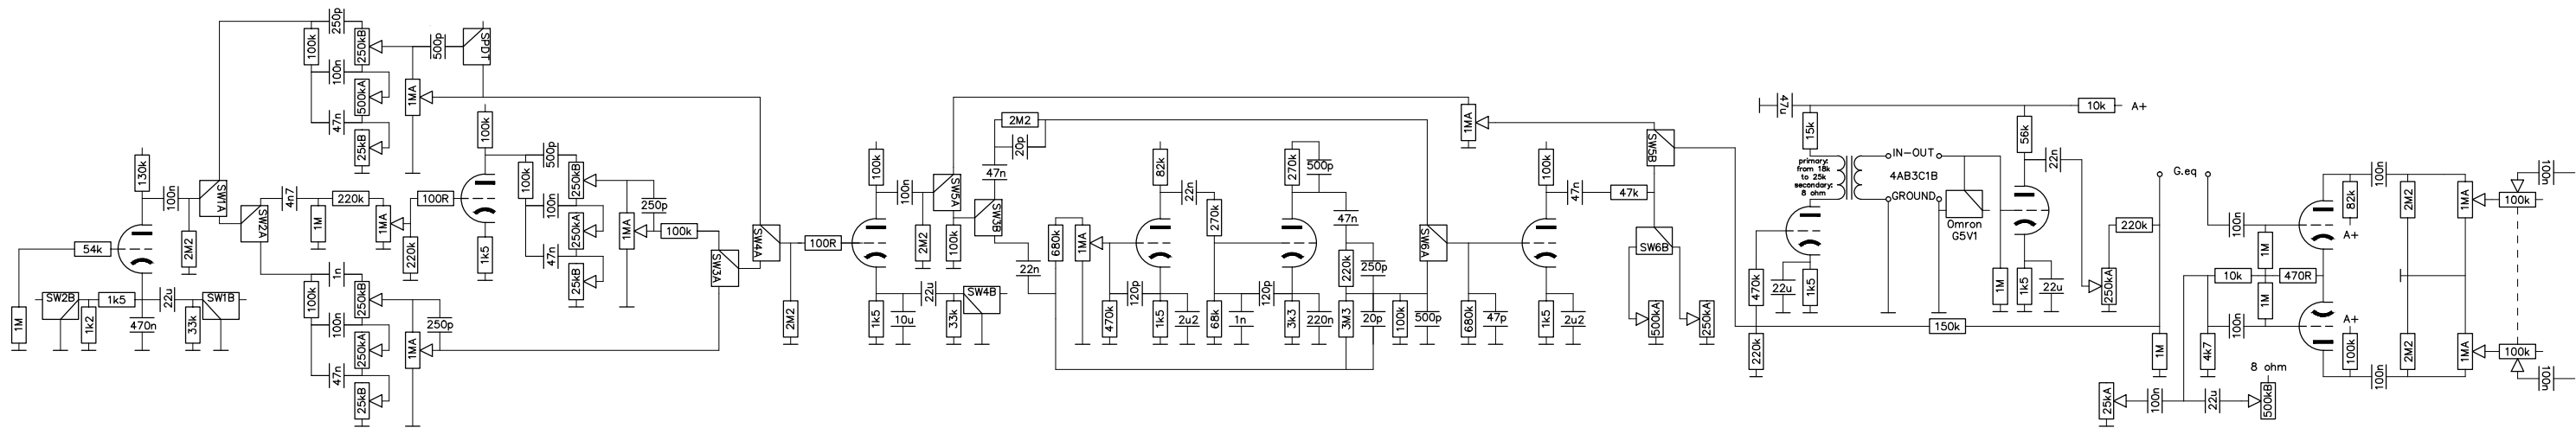 1M
54k
SW2B
1k2
1k5
470n
130k
22u
33k
SW1B
100n
2M2
SW1A
SW2A
250p
100k
250kB
100n
500kA
47n
25kB
1MA
500p
SPDT
4n7
1M
220k
1MA
220k
100R
100k
1k5
1n
100k
250kB
100n
250kA
47n
25kB
250p
1MA
500p
100k
250kB
100n
250kA
47n
25kB
1MA
250p
100k
SW3A
SW4A
2M2
100R
100k
1k5
10u
22u
33k
SW4B
100n
2M2
SW5A
100k
SW3B
47n
2M2
20p
22n
680k
1MA
470k
120p
82k
1k5
2u2
22n
270k
68k
1n
120p
270k
500p
3k3
220n
47n
220k
250p
3M3
20p
100k
500p
SW6A
1MA
680k
47p
100k
1k5
2u2
47n
47k
SW5B
SW6B
500kA
250kA
47n
15k
primary:
from 18k
to 25k
secondary:
8 ohm
IN-OUT
4AB3C1B
GROUND
Omron
G5V1
470k
220k
22u
1k5
1M
56k
1k5
22u
22n
10k
A+
150k
250kA
220k
G.eq
1M
100n
4k7
100n
10k
1M
1M
470R
82k
A+
A+
100k
25kA
100n
22u
8 ohm
500kB
100n
100n
2M2
2M2
1MA
1MA
100k
100k
100n
100n